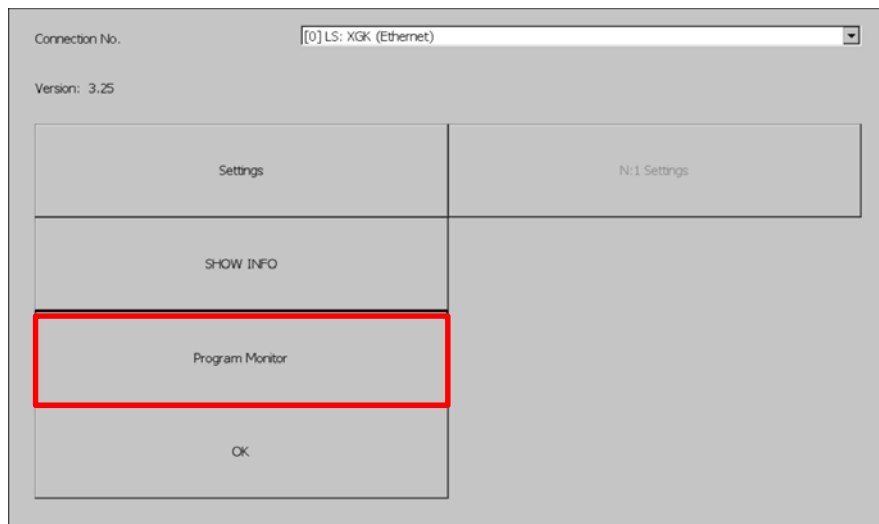 Connection No.
[[0] LS: XGK (Ethernet)
Version: 3.25
Settings
N:1 Settings
SHOW INFO
Program Monitor
OK